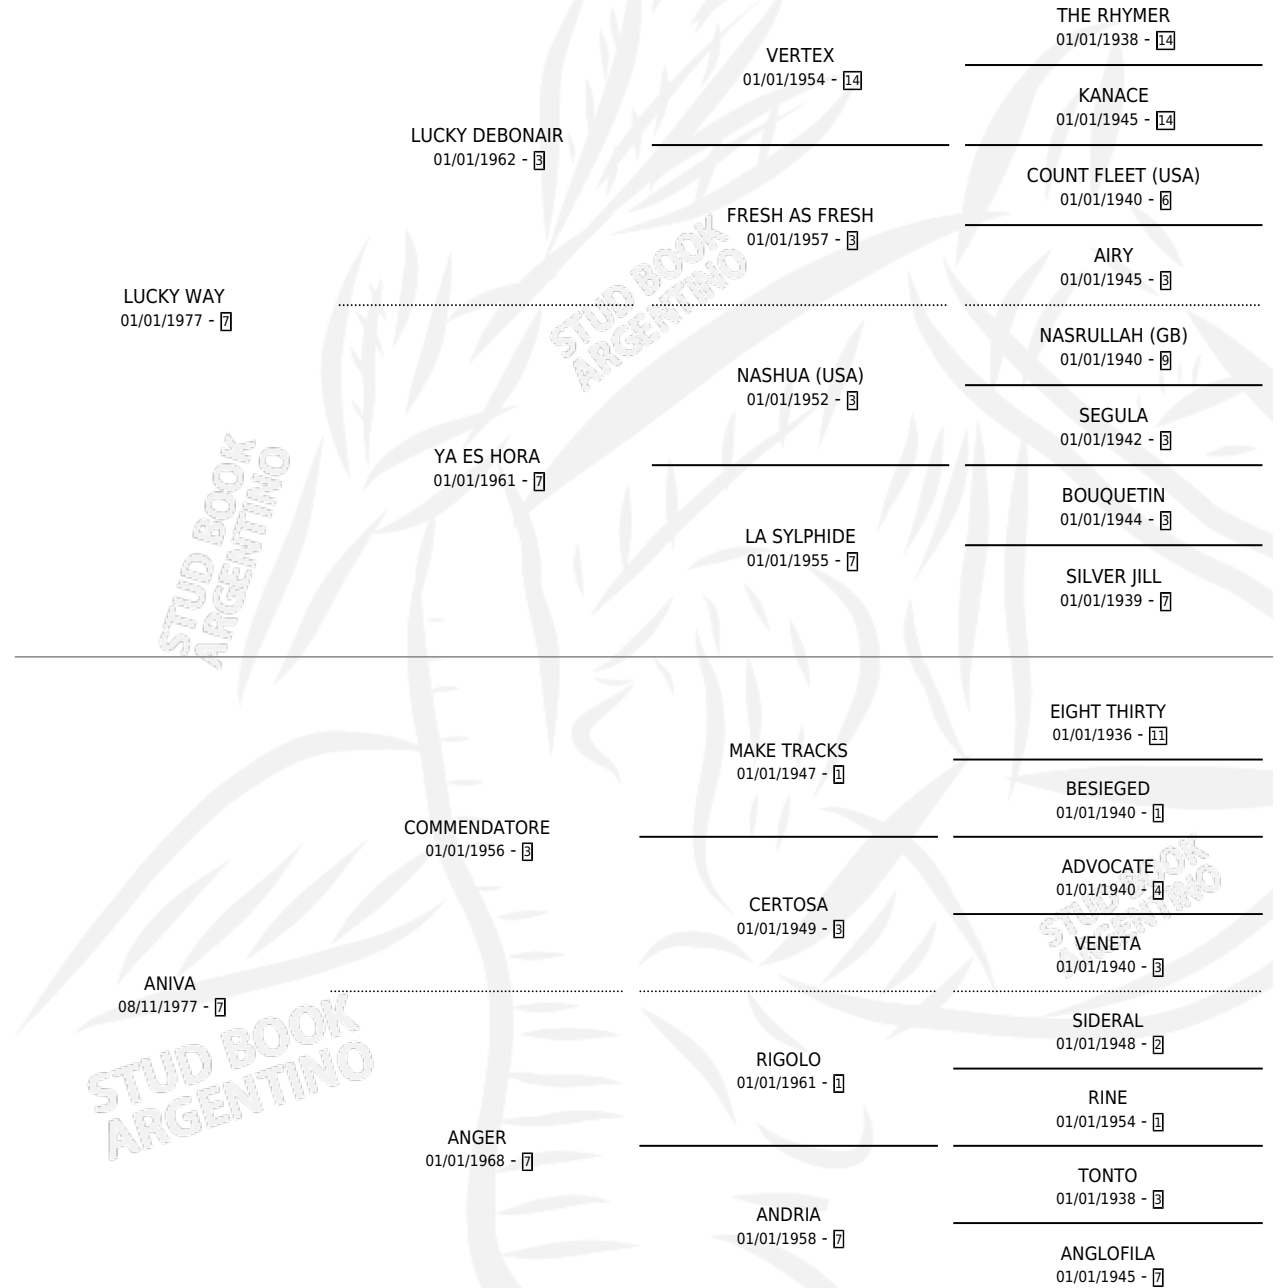 THE RHYMER
01/01/1938 - 14
VERTEX
01/01/1954 - 14
KANACE
01/01/1945 - 14
LUCKY DEBONAIR
01/01/1962 - 3
COUNT FLEET (USA)
01/01/1940 - 6
FRESH AS FRESH
01/01/1957 - 3
AIRY
01/01/1945 - 3
LUCKY WAY
01/01/1977 - 7
NASRULLAH (GB)
01/01/1940 - 9
NASHUA (USA)
01/01/1952 - 3
SEGULA
01/01/1942 - 3
YA ES HORA
01/01/1961 - 7
BOUQUETIN
01/01/1944 - 3
LA SYLPHIDE
01/01/1955 - 7
SILVER JILL
01/01/1939 - 7
STUD BOOK
ARGENTINO
STUD BOOK
ARGENTINO
EIGHT THIRTY
01/01/1936 - 11
MAKE TRACKS
01/01/1947 - 1
BESIEGED
01/01/1940 - 1
COMMENDATORE
01/01/1956 - 3
ADVOCATE
01/01/1940 - 4
CERTOSA
01/01/1949 - 3
VENETA
01/01/1940 - 3
ANIVA
08/11/1977 - 7
SIDERAL
01/01/1948 - 2
RIGOLO
01/01/1961 - 1
RINE
01/01/1954 - 1
ANGER
01/01/1968 - 7
TONTO
01/01/1938 - 3
ANDRIA
01/01/1958 - 7
ANGLOFILA
01/01/1945 - 7
STUD BOOK
ARGENTINO
STUD BOOK
ARGENTINO